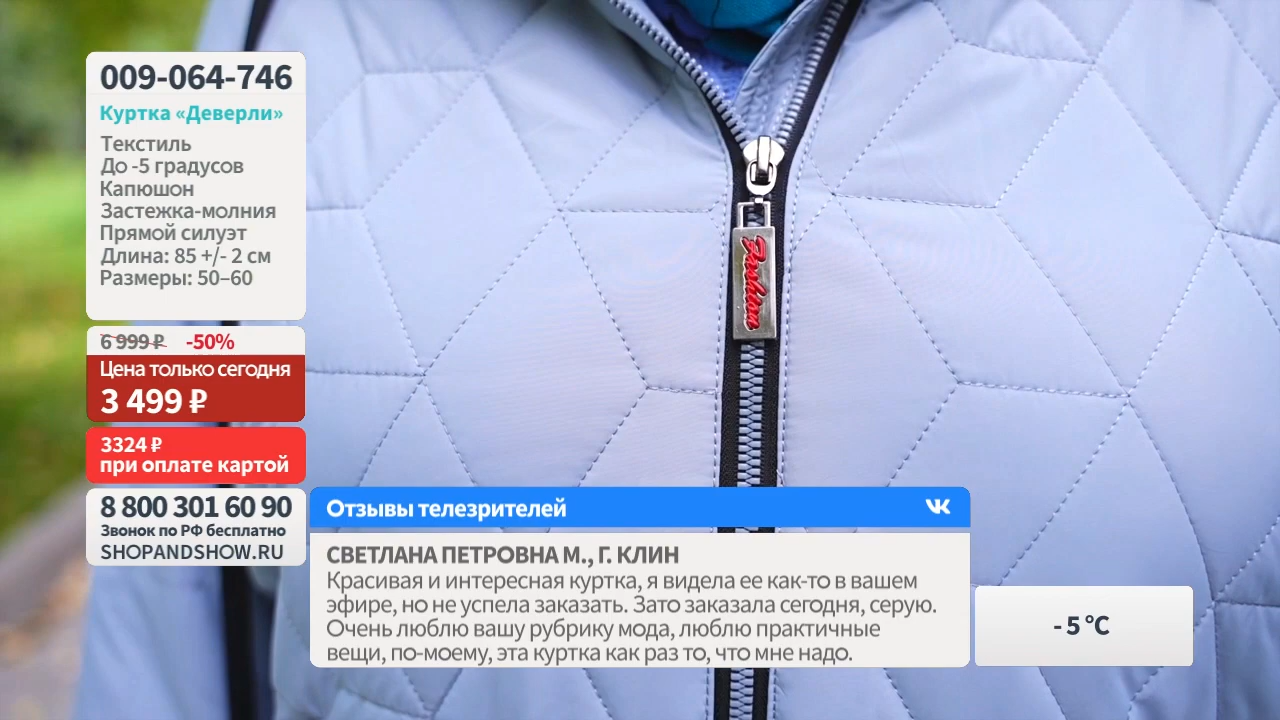 009-064-746
Куртка «Деверли»
Текстиль
До -5 градусов
Капюшон
Застежка-молния
Прямой силуэт
Длина: 85 +/- 2 см
Размеры: 50–60
6 999 ₽ -50%
Цена только сегодня
3 499 ₽
3324 ₽
при оплате картой
8 800 301 60 90
Звонок по РФ бесплатно
SHOPANDSHOW.RU
Fashion
Отзывы телезрителей
СВЕТЛАНА ПЕТРОВНА М., Г. КЛИН
Красивая и интересная куртка, я видела ее как-то в вашем
эфире, но не успела заказать. Зато заказала сегодня, серую.
Очень люблю вашу рубрику мода, люблю практичные
вещи, по-моему, эта куртка как раз то, что мне надо.
- 5 °C